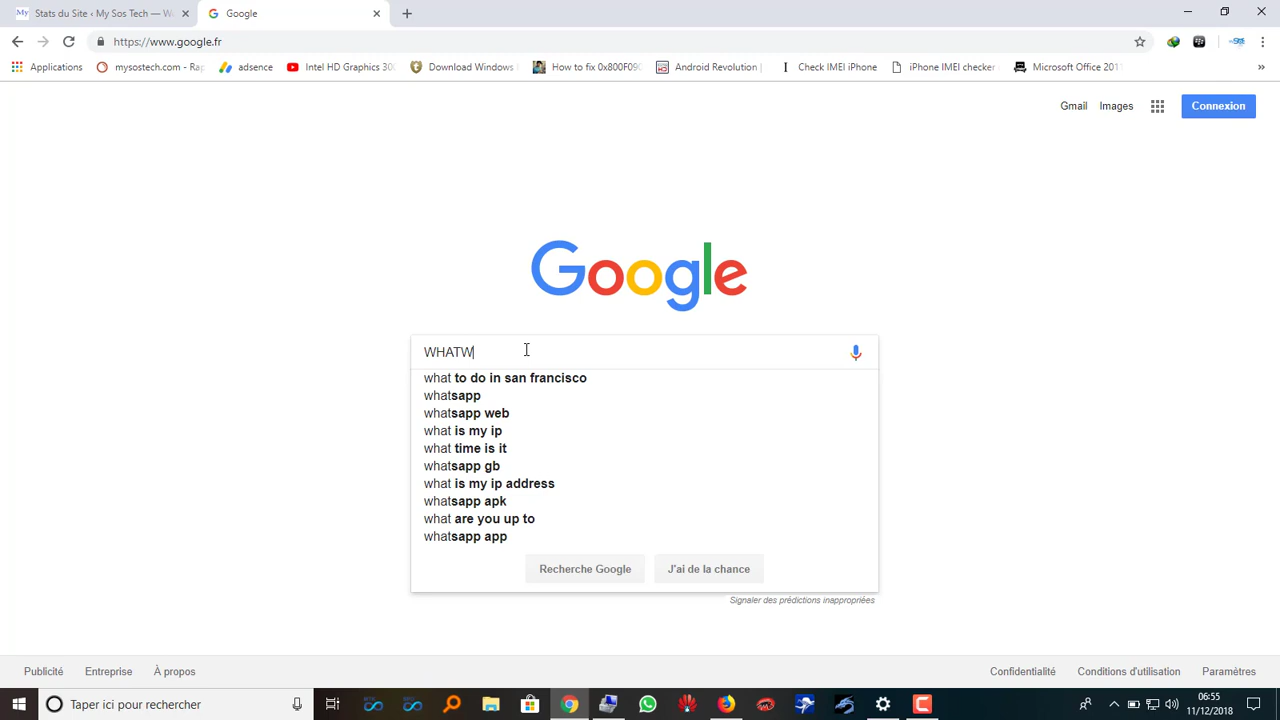 Stats du Site ‹ My Sos Tech — W
Google
https://www.google.fr
Applications
mysostech.com - Rap
adsence
Intel HD Graphics 300
Download Windows
How to fix 0x800F09
Android Revolution |
Check IMEI iPhone
iPhone IMEI checker
Microsoft Office 2011
»
Gmail
Images
Connexion
Google
WHATW
what to do in san francisco
whatsapp
whatsapp web
what is my ip
what time is it
whatsapp gb
what is my ip address
whatsapp apk
what are you up to
whatsapp app
Recherche Google
J'ai de la chance
Signaler des prédictions inappropriées
Publicité
Entreprise
À propos
Confidentialité
Conditions d'utilisation
Paramètres
Taper ici pour rechercher
06:55
11/12/2018